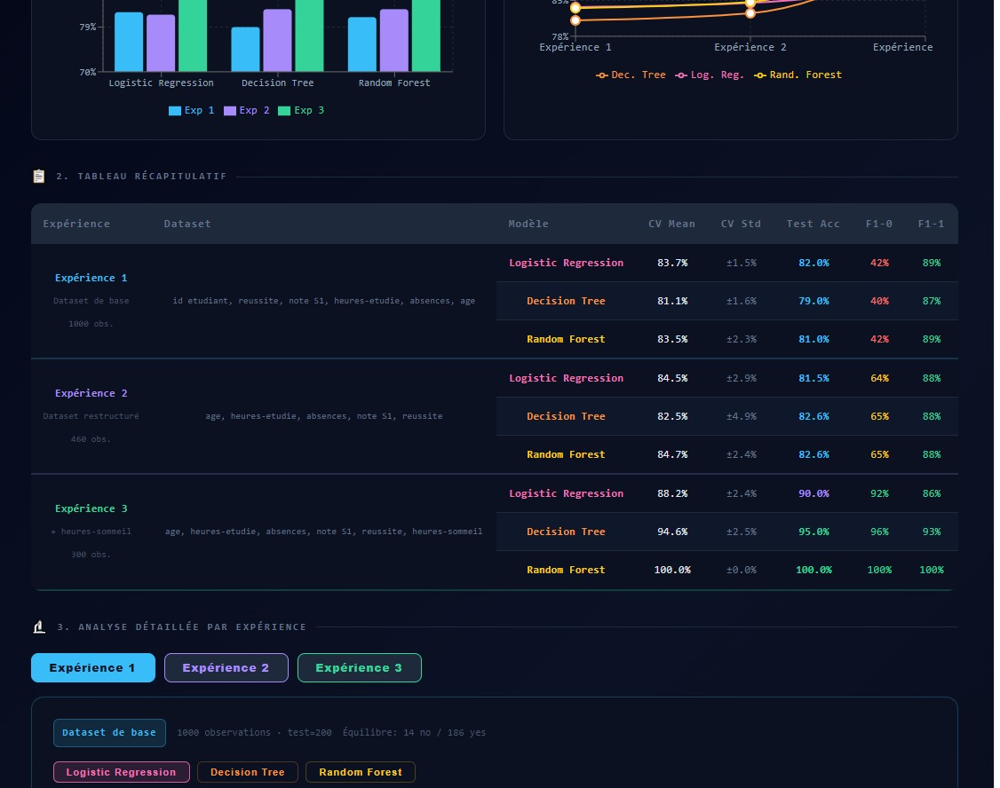 85%
79%
78%
70%
Logistic Regression Decision Tree Random Forest
Exp 1 Exp 2 Exp 3
Expérience 1 Expérience 2 Expérience
Dec. Tree Log. Reg. Rand. Forest
2. TABLEAU RÉCAPITULATIF
Expérience Dataset Modèle CV Mean CV Std Test Acc F1-0 F1-1
Expérience 1
Dataset de base
1000 obs.
id etudiant, reussite, note S1, heures-etudie, absences, age
Logistic Regression 83.7% ±1.5% 82.0% 42% 89%
Decision Tree 81.1% ±1.6% 79.0% 40% 87%
Random Forest 83.5% ±2.3% 81.0% 42% 89%
Expérience 2
Dataset restructuré
460 obs.
age, heures-etudie, absences, note S1, reussite
Logistic Regression 84.5% ±2.9% 81.5% 64% 88%
Decision Tree 82.5% ±4.9% 82.6% 65% 88%
Random Forest 84.7% ±2.4% 82.6% 65% 88%
Expérience 3
+ heures-sommeil
300 obs.
age, heures-etudie, absences, note S1, reussite, heures-sommeil
Logistic Regression 88.2% ±2.4% 90.0% 92% 86%
Decision Tree 94.6% ±2.5% 95.0% 96% 93%
Random Forest 100.0% ±0.0% 100.0% 100% 100%
3. ANALYSE DÉTAILLÉE PAR EXPÉRIENCE
Expérience 1 Expérience 2 Expérience 3
Dataset de base 1000 observations · test=200 Équilibre: 14 no / 186 yes
Logistic Regression Decision Tree Random Forest